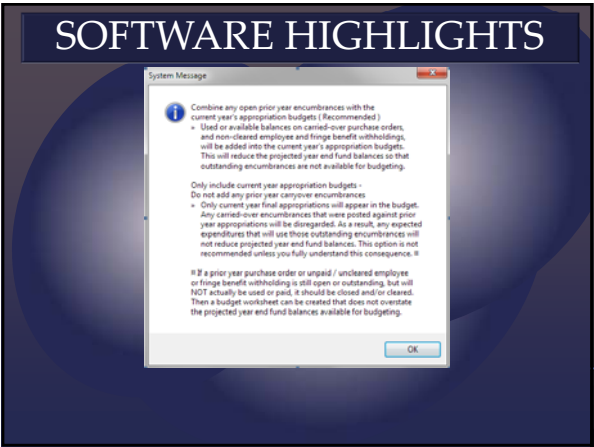 SOFTWARE HIGHLIGHTS
System Message
Combine any open prior year encumbrances with the
current year's appropriation budgets ( Recommended )
» Used or available balances on carried-over purchase orders,
and non-cleared employee and fringe benefit withholdings,
will be added into the current year's appropriation budgets.
This will reduce the projected year end fund balances so that
outstanding encumbrances are not available for budgeting.
Only include current year appropriation budgets -
Do not add any prior year carryover encumbrances
» Only current year final appropriations will appear in the budget.
Any carried-over encumbrances that were posted against prior
year appropriations will be disregarded. As a result, any expected
expenditures that will use those outstanding encumbrances will
not reduce projected year end fund balances. This option is not
recommended unless you fully understand this consequence. ¤
¤ If a prior year purchase order or unpaid / uncleared employee
or fringe benefit withholding is still open or outstanding, but will
NOT actually be used or paid, it should be closed and/or cleared.
Then a budget worksheet can be created that does not overstate
the projected year end fund balances available for budgeting.
OK